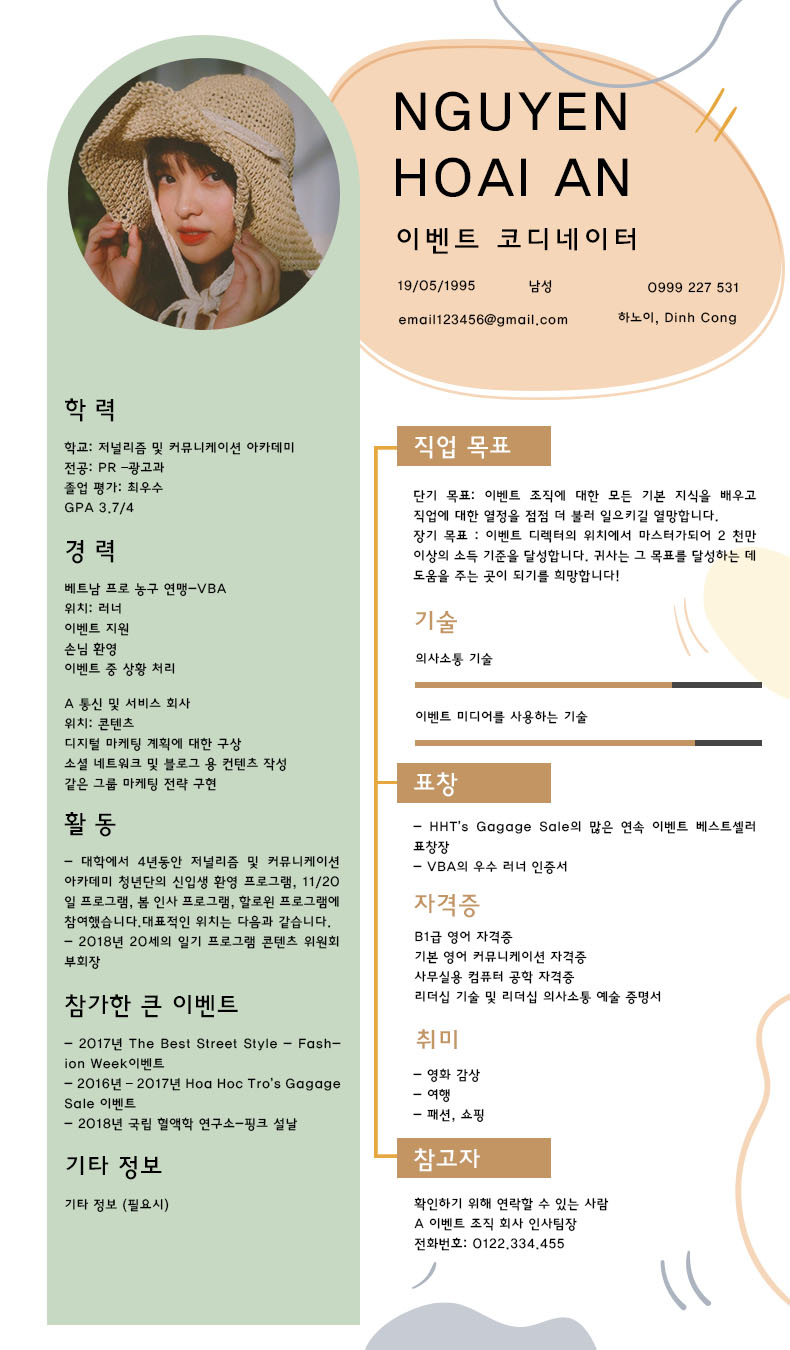 NGUYEN
HOAI AN
이벤트 코디네이터
19/05/1995 남성 0999 227 531
email123456@gmail.com 하노이, Dinh Cong
학 력
학교: 저널리즘 및 커뮤니케이션 아카데미
전공: PR –광고과
졸업 평가: 최우수
GPA 3.7/4
경 력
베트남 프로 농구 연맹–VBA
위치: 러너
이벤트 지원
손님 환영
이벤트 중 상황 처리
A 통신 및 서비스 회사
위치: 콘텐츠
디지털 마케팅 계획에 대한 구상
소셜 네트워크 및 블로그 용 컨텐츠 작성
같은 그룹 마케팅 전략 구현
활 동
– 대학에서 4년동안 저널리즘 및 커뮤니케이션
아카데미 청년단의 신입생 환영 프로그램, 11/20
일 프로그램, 봄 인사 프로그램, 할로윈 프로그램에
참여했습니다.대표적인 위치는 다음과 같습니다.
– 2018년 20세의 일기 프로그램 콘텐츠 위원회
부회장
참가한 큰 이벤트
– 2017년 The Best Street Style – Fash–
ion Week이벤트
– 2016년 – 2017년 Hoa Hoc Tro's Gagage
Sale 이벤트
– 2018년 국립 혈액학 연구소–핑크 설날
기타 정보
기타 정보 (필요시)
직업 목표
단기 목표: 이벤트 조직에 대한 모든 기본 지식을 배우고
직업에 대한 열정을 점점 더 불러 일으키길 열망합니다.
장기 목표 : 이벤트 디렉터의 위치에서 마스터가되어 2 천만
이상의 소득 기준을 달성합니다. 귀사는 그 목표를 달성하는 데
도움을 주는 곳이 되기를 희망합니다!
기술
의사소통 기술
이벤트 미디어를 사용하는 기술
표창
– HHT's Gagage Sale의 많은 연속 이벤트 베스트셀러
표창장
– VBA의 우수 러너 인증서
자격증
B1급 영어 자격증
기본 영어 커뮤니케이션 자격증
사무실용 컴퓨터 공학 자격증
리더십 기술 및 리더십 의사소통 예술 증명서
취미
– 영화 감상
– 여행
– 패션, 쇼핑
참고자
확인하기 위해 연락할 수 있는 사람
A 이벤트 조직 회사 인사팀장
전화번호: 0122.334.455